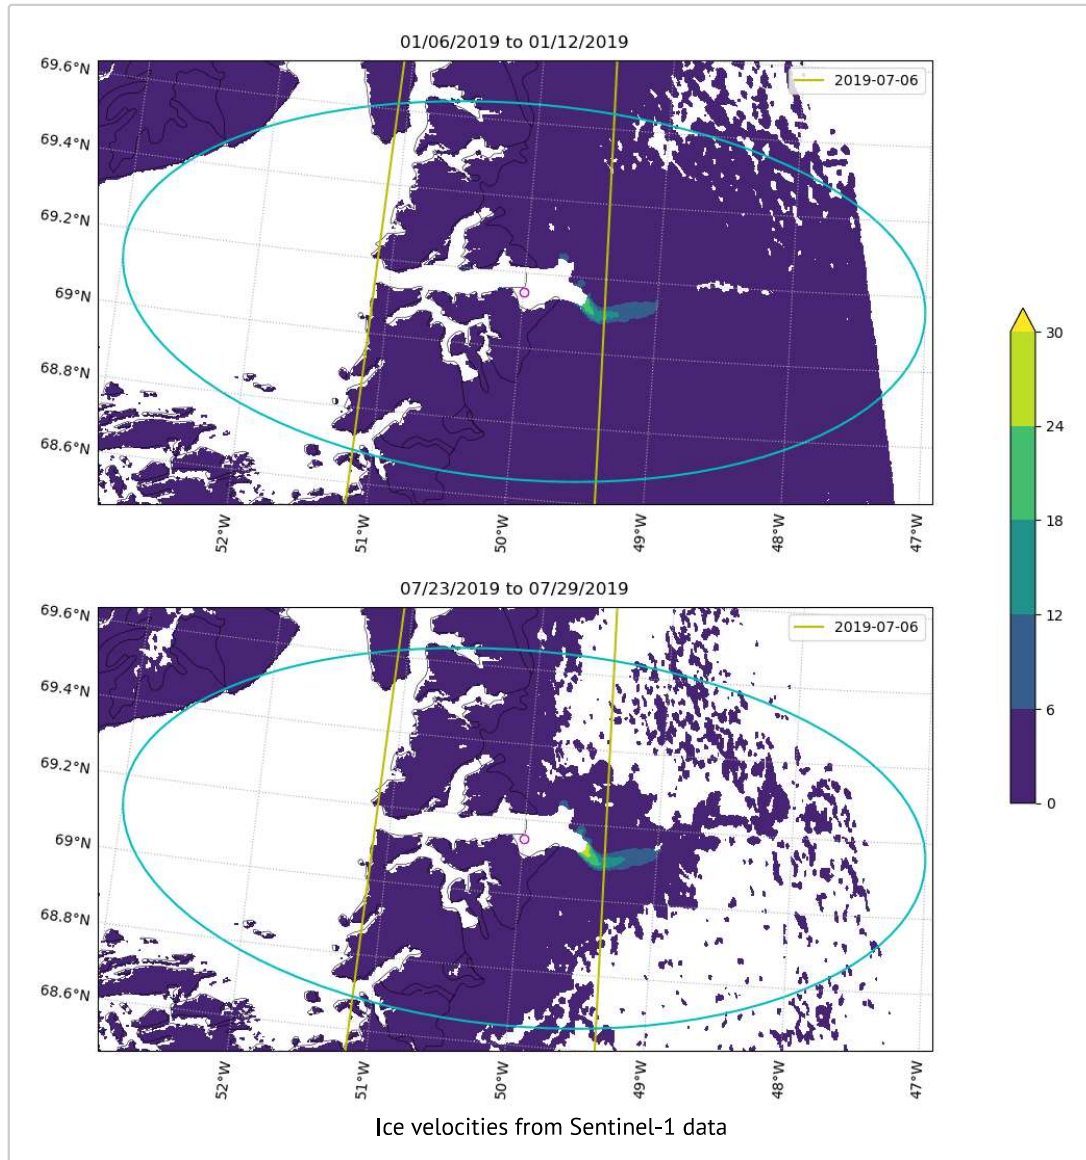 01/06/2019 to 01/12/2019
2019-07-06
69.6°N
69.4°N
69.2°N
69°N
68.8°N
68.6°N
52°W
51°W
50°W
49°W
48°W
47°W
07/23/2019 to 07/29/2019
2019-07-06
69.6°N
69.4°N
69.2°N
69°N
68.8°N
68.6°N
52°W
51°W
50°W
49°W
48°W
47°W
30
24
18
12
6
0
Ice velocities from Sentinel-1 data